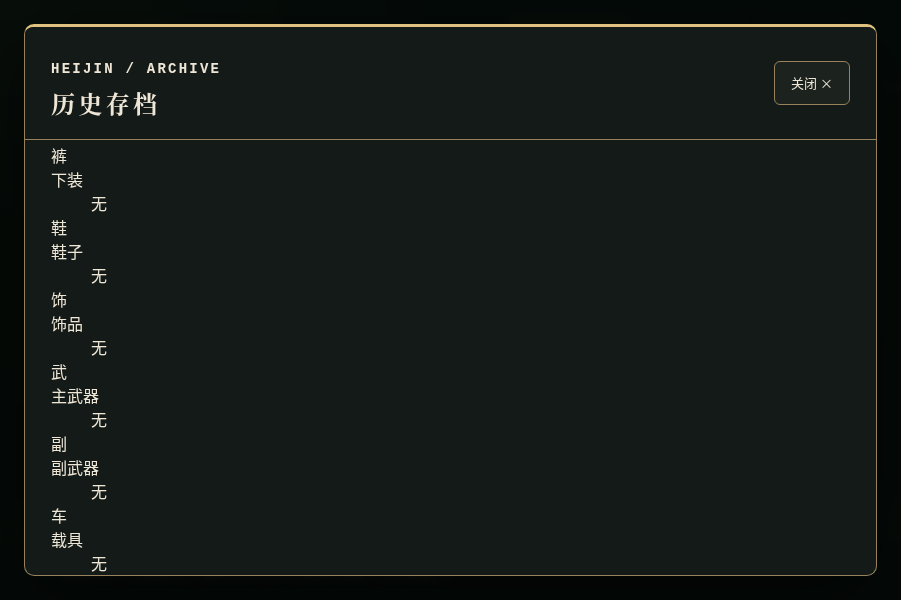 HEIJIN / ARCHIVE
历史存档
关闭 ×
裤
下装
无
鞋
鞋子
无
饰
饰品
无
武
主武器
无
副
副武器
无
车
载具
无